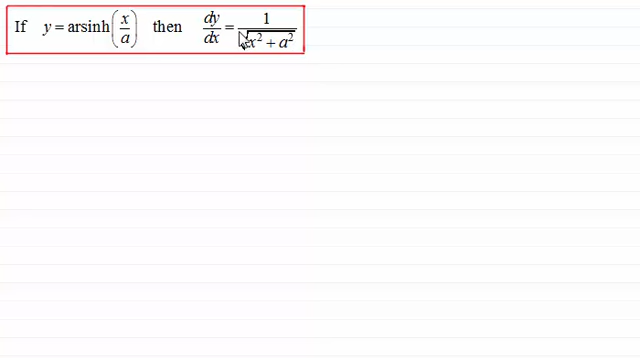 If y = arsinh(x/a) then dy/dx = 1/√(x² + a²)